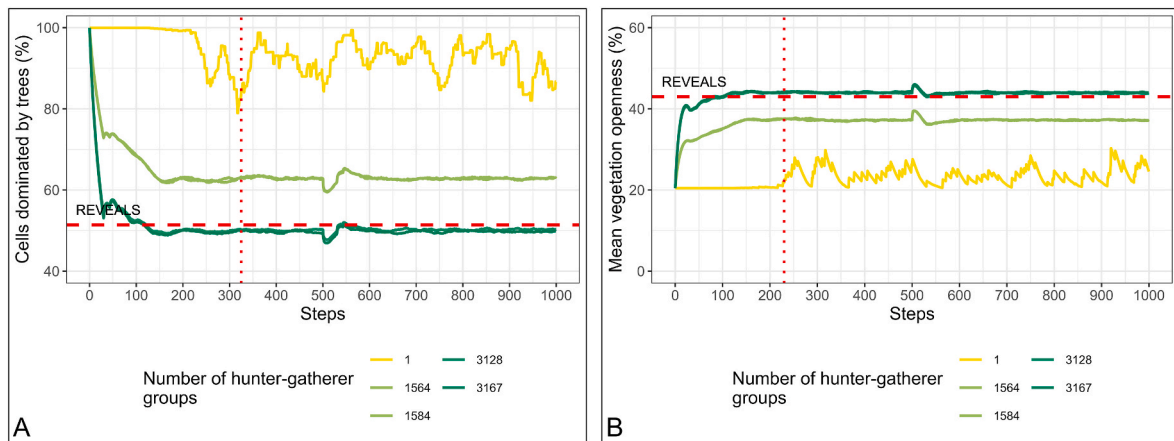 Cells dominated by trees (%)
100
80
60
40
REVEALS
0 100 200 300 400 500 600 700 800 900 1000
Steps
Number of hunter-gatherer
groups
1
1564
1584
3128
3167
A
Mean vegetation openness (%)
60
40
20
0
REVEALS
0 100 200 300 400 500 600 700 800 900 1000
Steps
Number of hunter-gatherer
groups
1
1564
1584
3128
3167
B